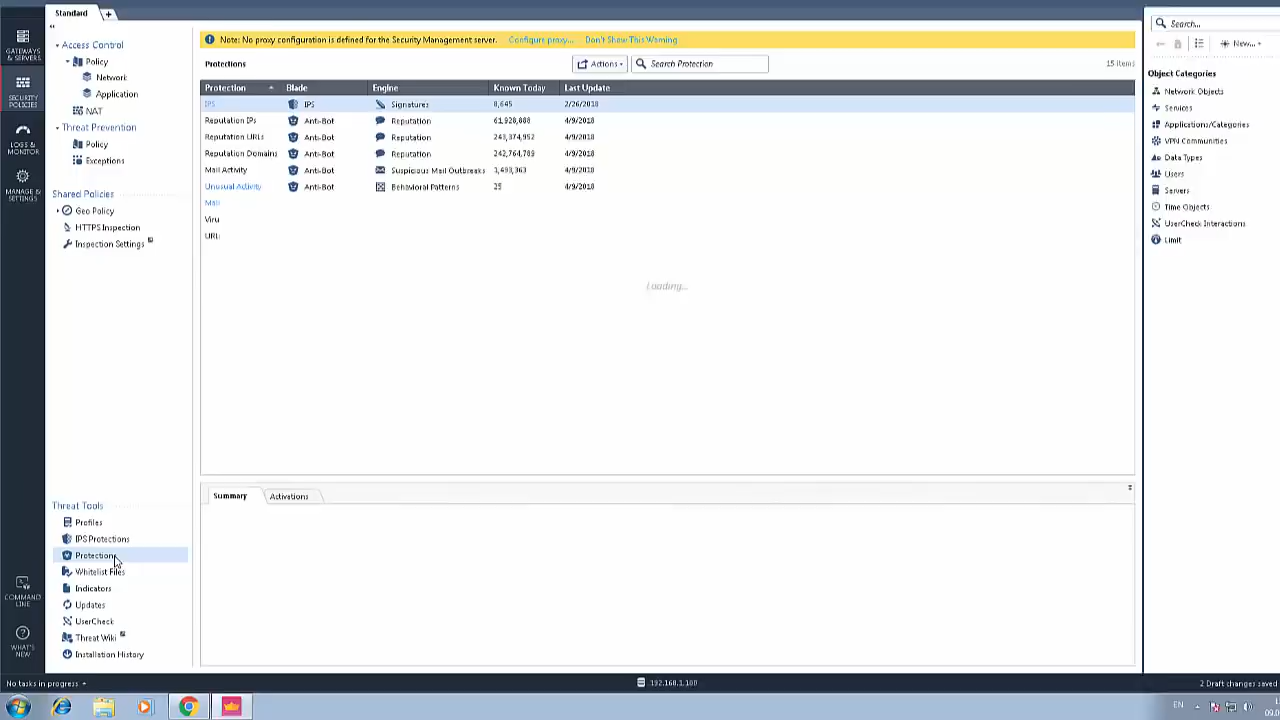 Standard
+
Access Control
Policy
Network
Application
NAT
Threat Prevention
Policy
Exceptions
Shared Policies
Geo Policy
HTTPS Inspection
Inspection Settings
Threat Tools
Profiles
IPS Protections
Protections
Whitelist Files
Indicators
Updates
UserCheck
Threat Wiki
Installation History
GATEWAYS & SERVERS
SECURITY POLICIES
LOGS & MONITOR
MANAGE & SETTINGS
COMMAND LINE
WHAT'S NEW
Note: No proxy configuration is defined for the Security Management server. Configure proxy... Don't Show This Warning
Protections
Actions
Search Protection
15 items
Protection Blade Engine Known Today Last Update
IPS IPS Signatures 8,645 2/26/2018
Reputation IPs Anti-Bot Reputation 61,928,888 4/9/2018
Reputation URLs Anti-Bot Reputation 243,374,952 4/9/2018
Reputation Domains Anti-Bot Reputation 242,764,789 4/9/2018
Mail Activity Anti-Bot Suspicious Mail Outbreaks 1,493,363 4/9/2018
Unusual Activity Anti-Bot Behavioral Patterns 25 4/9/2018
Mali
Viru
URL
Loading...
Summary
Activations
Search...
New...
Object Categories
Network Objects
Services
Applications/Categories
VPN Communities
Data Types
Users
Servers
Time Objects
UserCheck Interactions
Limit
No tasks in progress
192.168.1.100
2 Draft changes saved
EN